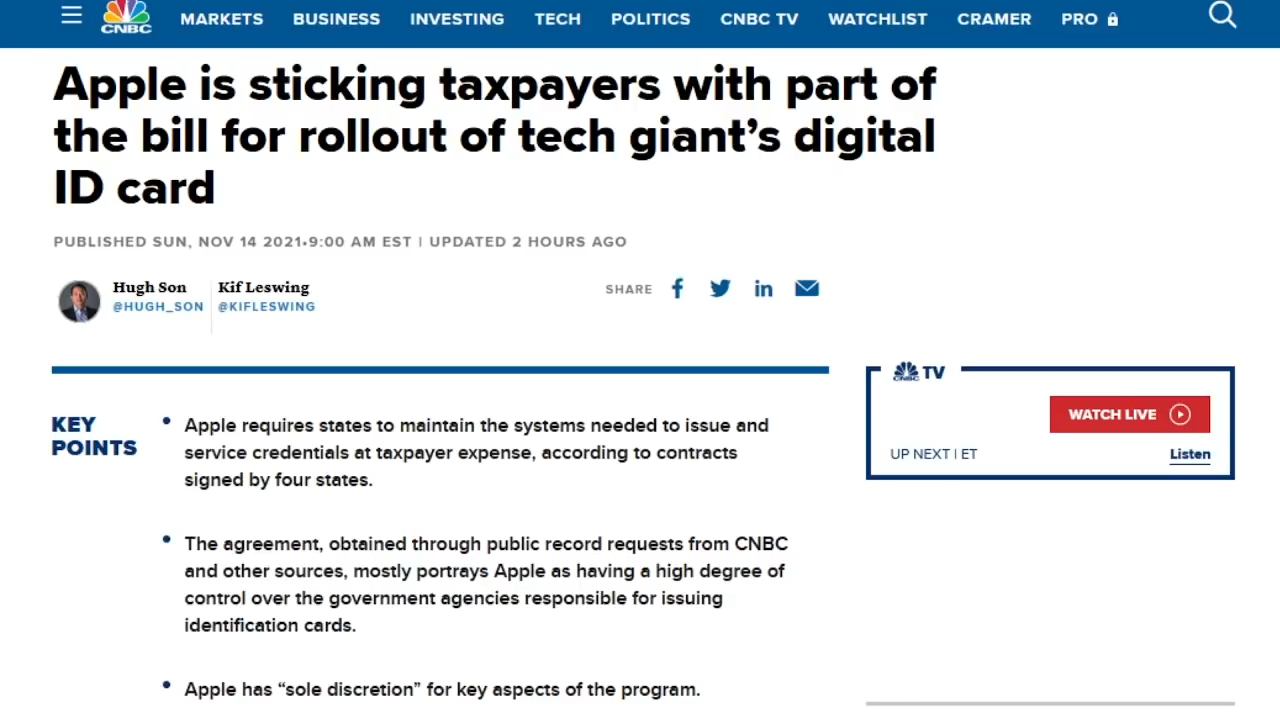 CNBC
MARKETS BUSINESS INVESTING TECH POLITICS CNBC TV WATCHLIST CRAMER PRO
Apple is sticking taxpayers with part of
the bill for rollout of tech giant’s digital
ID card
PUBLISHED SUN, NOV 14 2021•9:00 AM EST | UPDATED 2 HOURS AGO
Hugh Son
@HUGH_SON
Kif Leswing
@KIFLESWING
SHARE
KEY
POINTS
• Apple requires states to maintain the systems needed to issue and
service credentials at taxpayer expense, according to contracts
signed by four states.
• The agreement, obtained through public record requests from CNBC
and other sources, mostly portrays Apple as having a high degree of
control over the government agencies responsible for issuing
identification cards.
• Apple has “sole discretion” for key aspects of the program.
CNBC TV
WATCH LIVE
UP NEXT | ET
Listen